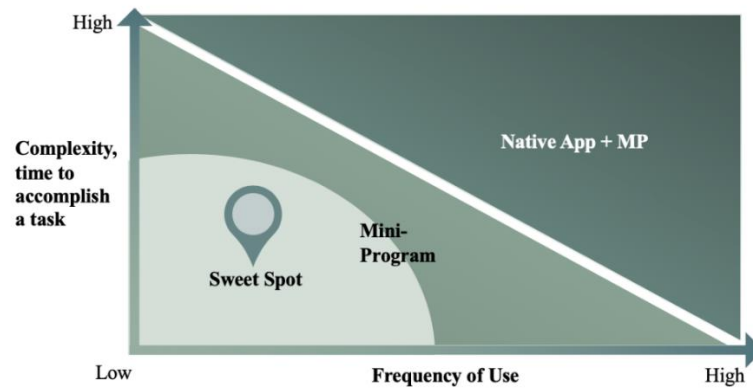 High
Complexity,
time to
accomplish
a task
Native App + MP
Mini-
Program
Sweet Spot
Low
Frequency of Use
High